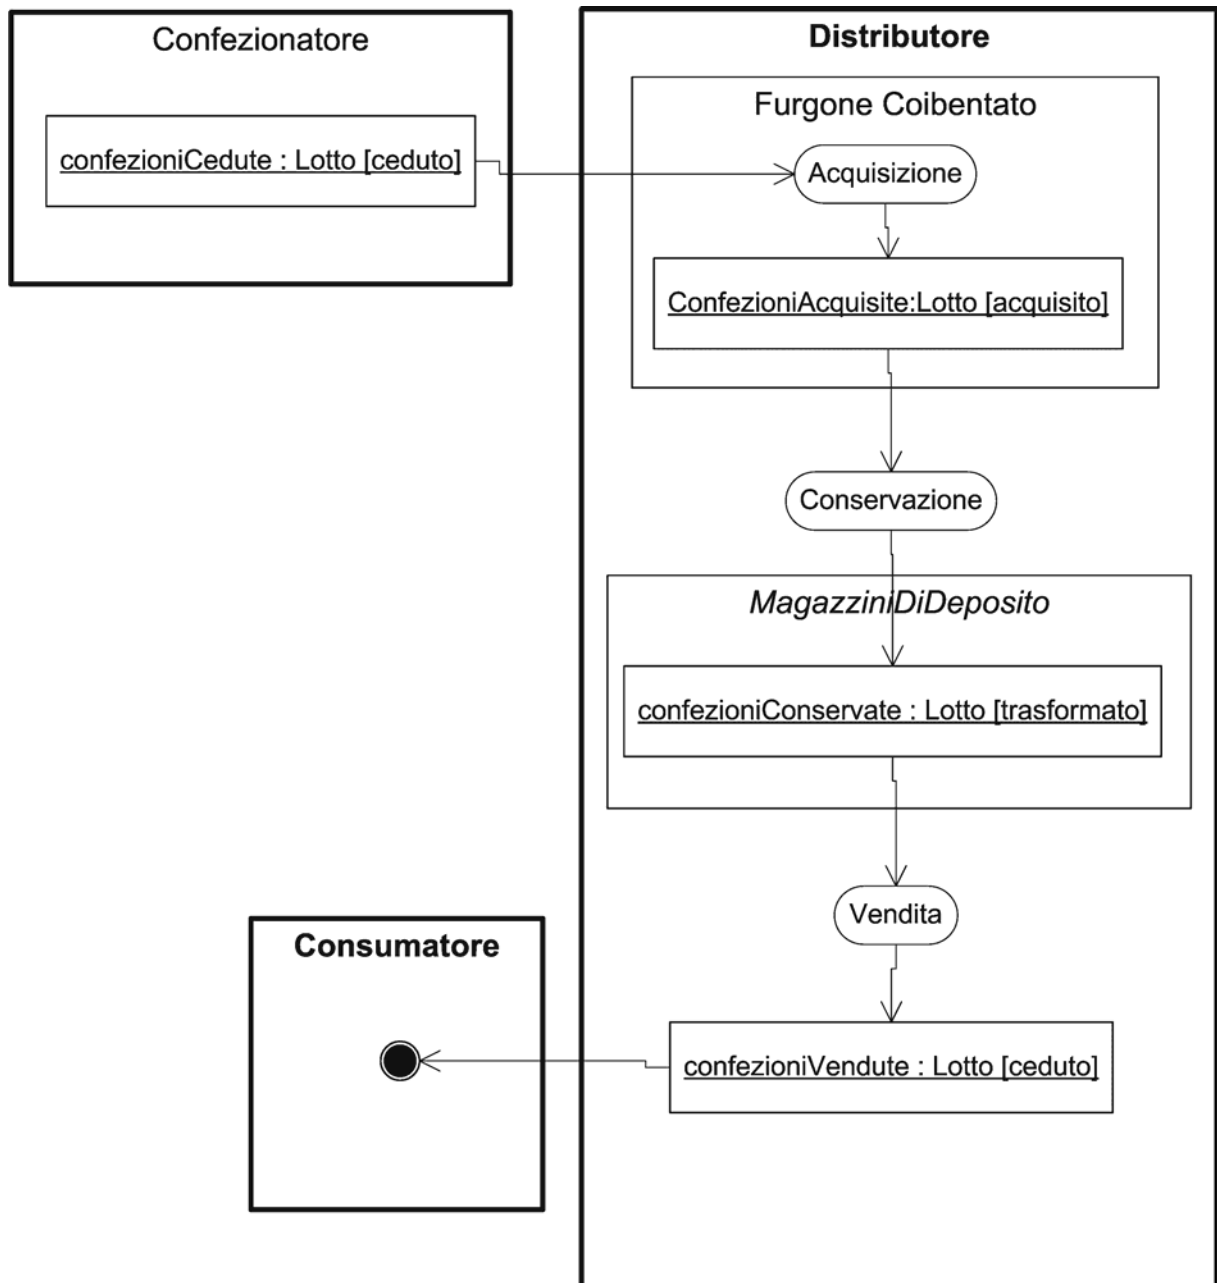 Confezionatore
confezioniCedute : Lotto [ceduto]
Distributore
Furgone Coibentato
Acquisizione
ConfezioniAcquisite:Lotto [acquisito]
Conservazione
MagazziniDiDeposito
confezioniConservate : Lotto [trasformato]
Vendita
confezioniVendute : Lotto [ceduto]
Consumatore